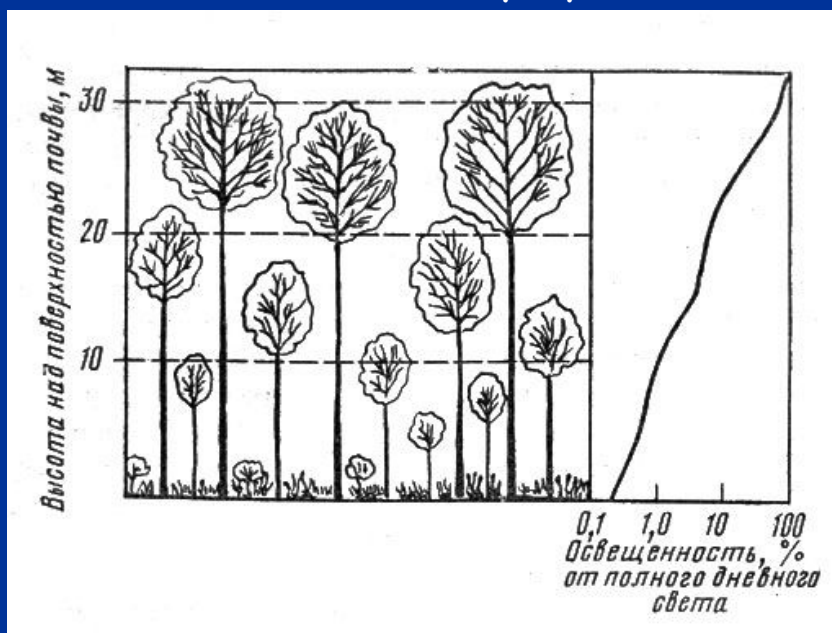 Высота над поверхностью почвы, м
30
20
10
0,1 1,0 10 100
Освещенность, %
от полного дневного
света